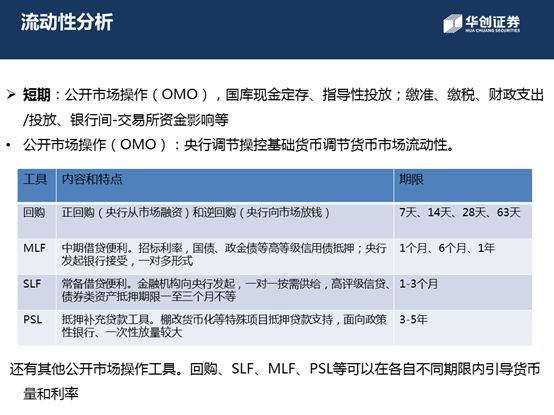 流动性分析
华创证券
HUA CHUANG SECURITIES
短期：公开市场操作（OMO），国库现金定存、指导性投放；缴准、缴税、财政支出
/投放、银行间-交易所资金影响等
公开市场操作（OMO）：央行调节操控基础货币调节货币市场流动性。
工具 内容和特点 期限
回购 正回购（央行从市场融资）和逆回购（央行向市场放钱） 7天、14天、28天、63天
MLF 中期借贷便利。招标利率，国债、政金债等高等级信用债抵押；央行 1个月、6个月、1年
发起银行接受，一对多形式
SLF 常备借贷便利。金融机构向央行发起，一对一按需供给，高评级信贷、 1-3个月
债券类资产抵押期限一至三个月不等
PSL 抵押补充贷款工具。棚改货币化等特殊项目抵押贷款支持，面向政策 3-5年
性银行、一次性放量较大
还有其他公开市场操作工具。回购、SLF、MLF、PSL等可以在各自不同期限内引导货币
量和利率